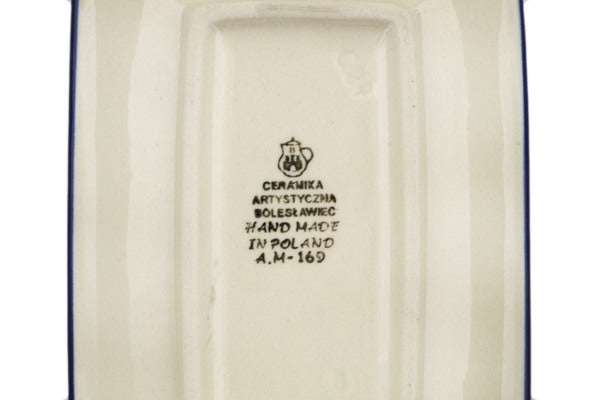 B
CERAMIKA
ARTYSTYCZNA
BOLESŁAWIEC
HAND MADE
IN POLAND
A.M-169